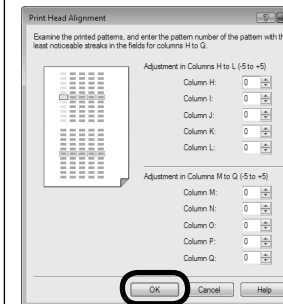 Print Head Alignment
Examine the printed patterns, and enter the pattern number of the pattern with
least noticeable streaks in the fields for columns H to Q.
Adjustment in Columns H to L (-5 to +5)
Column H: 0
Column I: 0
Column J: 0
Column K: 0
Column L: 0
Adjustment in Columns M to Q (-5 to +5)
Column M: 0
Column N: 0
Column O: 0
Column P: 0
Column Q: 0
OK Cancel Help